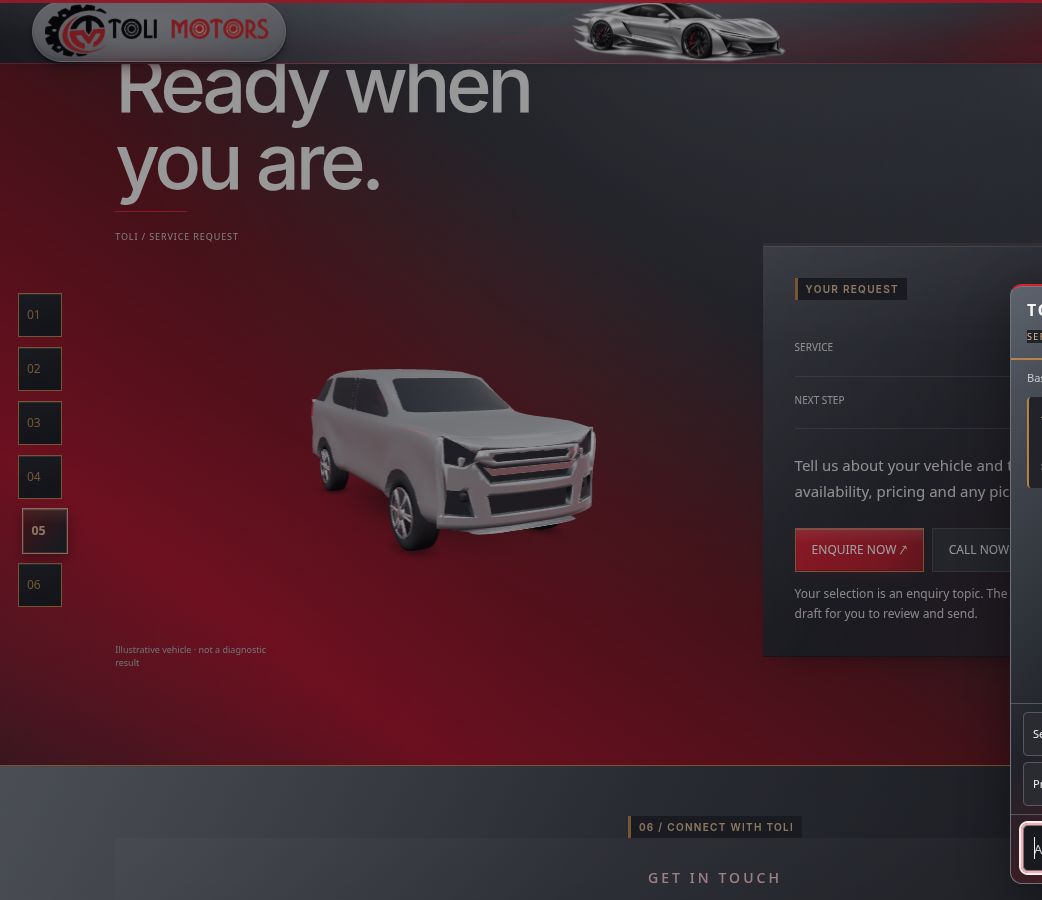 TOLI MOTORS
Ready when
you are.
TOLI / SERVICE REQUEST
01
02
03
04
05
06
YOUR REQUEST
SERVICE
NEXT STEP
Tell us about your vehicle and
availability, pricing and any
ENQUIRE NOW ↗
CALL NOW
Your selection is an enquiry topic. The
draft for you to review and send.
Illustrative vehicle · not a diagnostic
result
06 / CONNECT WITH TOLI
GET IN TOUCH